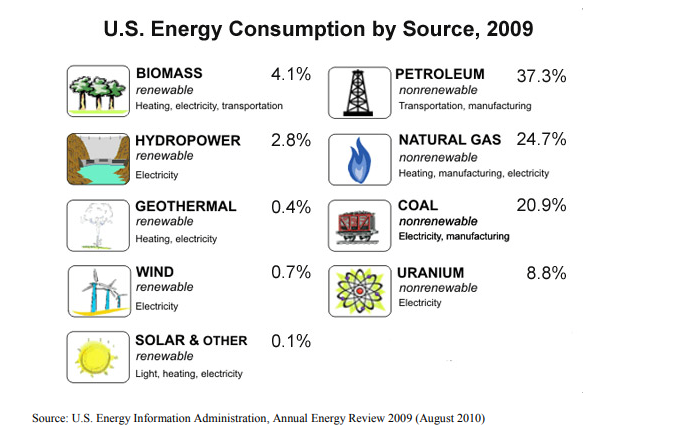 U.S. Energy Consumption by Source, 2009
BIOMASS 4.1%
renewable
Heating, electricity, transportation
HYDROPOWER 2.8%
renewable
Electricity
GEOTHERMAL 0.4%
renewable
Heating, electricity
WIND 0.7%
renewable
Electricity
SOLAR & OTHER 0.1%
renewable
Light, heating, electricity
PETROLEUM 37.3%
nonrenewable
Transportation, manufacturing
NATURAL GAS 24.7%
nonrenewable
Heating, manufacturing, electricity
COAL 20.9%
nonrenewable
Electricity, manufacturing
URANIUM 8.8%
nonrenewable
Electricity
Source: U.S. Energy Information Administration, Annual Energy Review 2009 (August 2010)